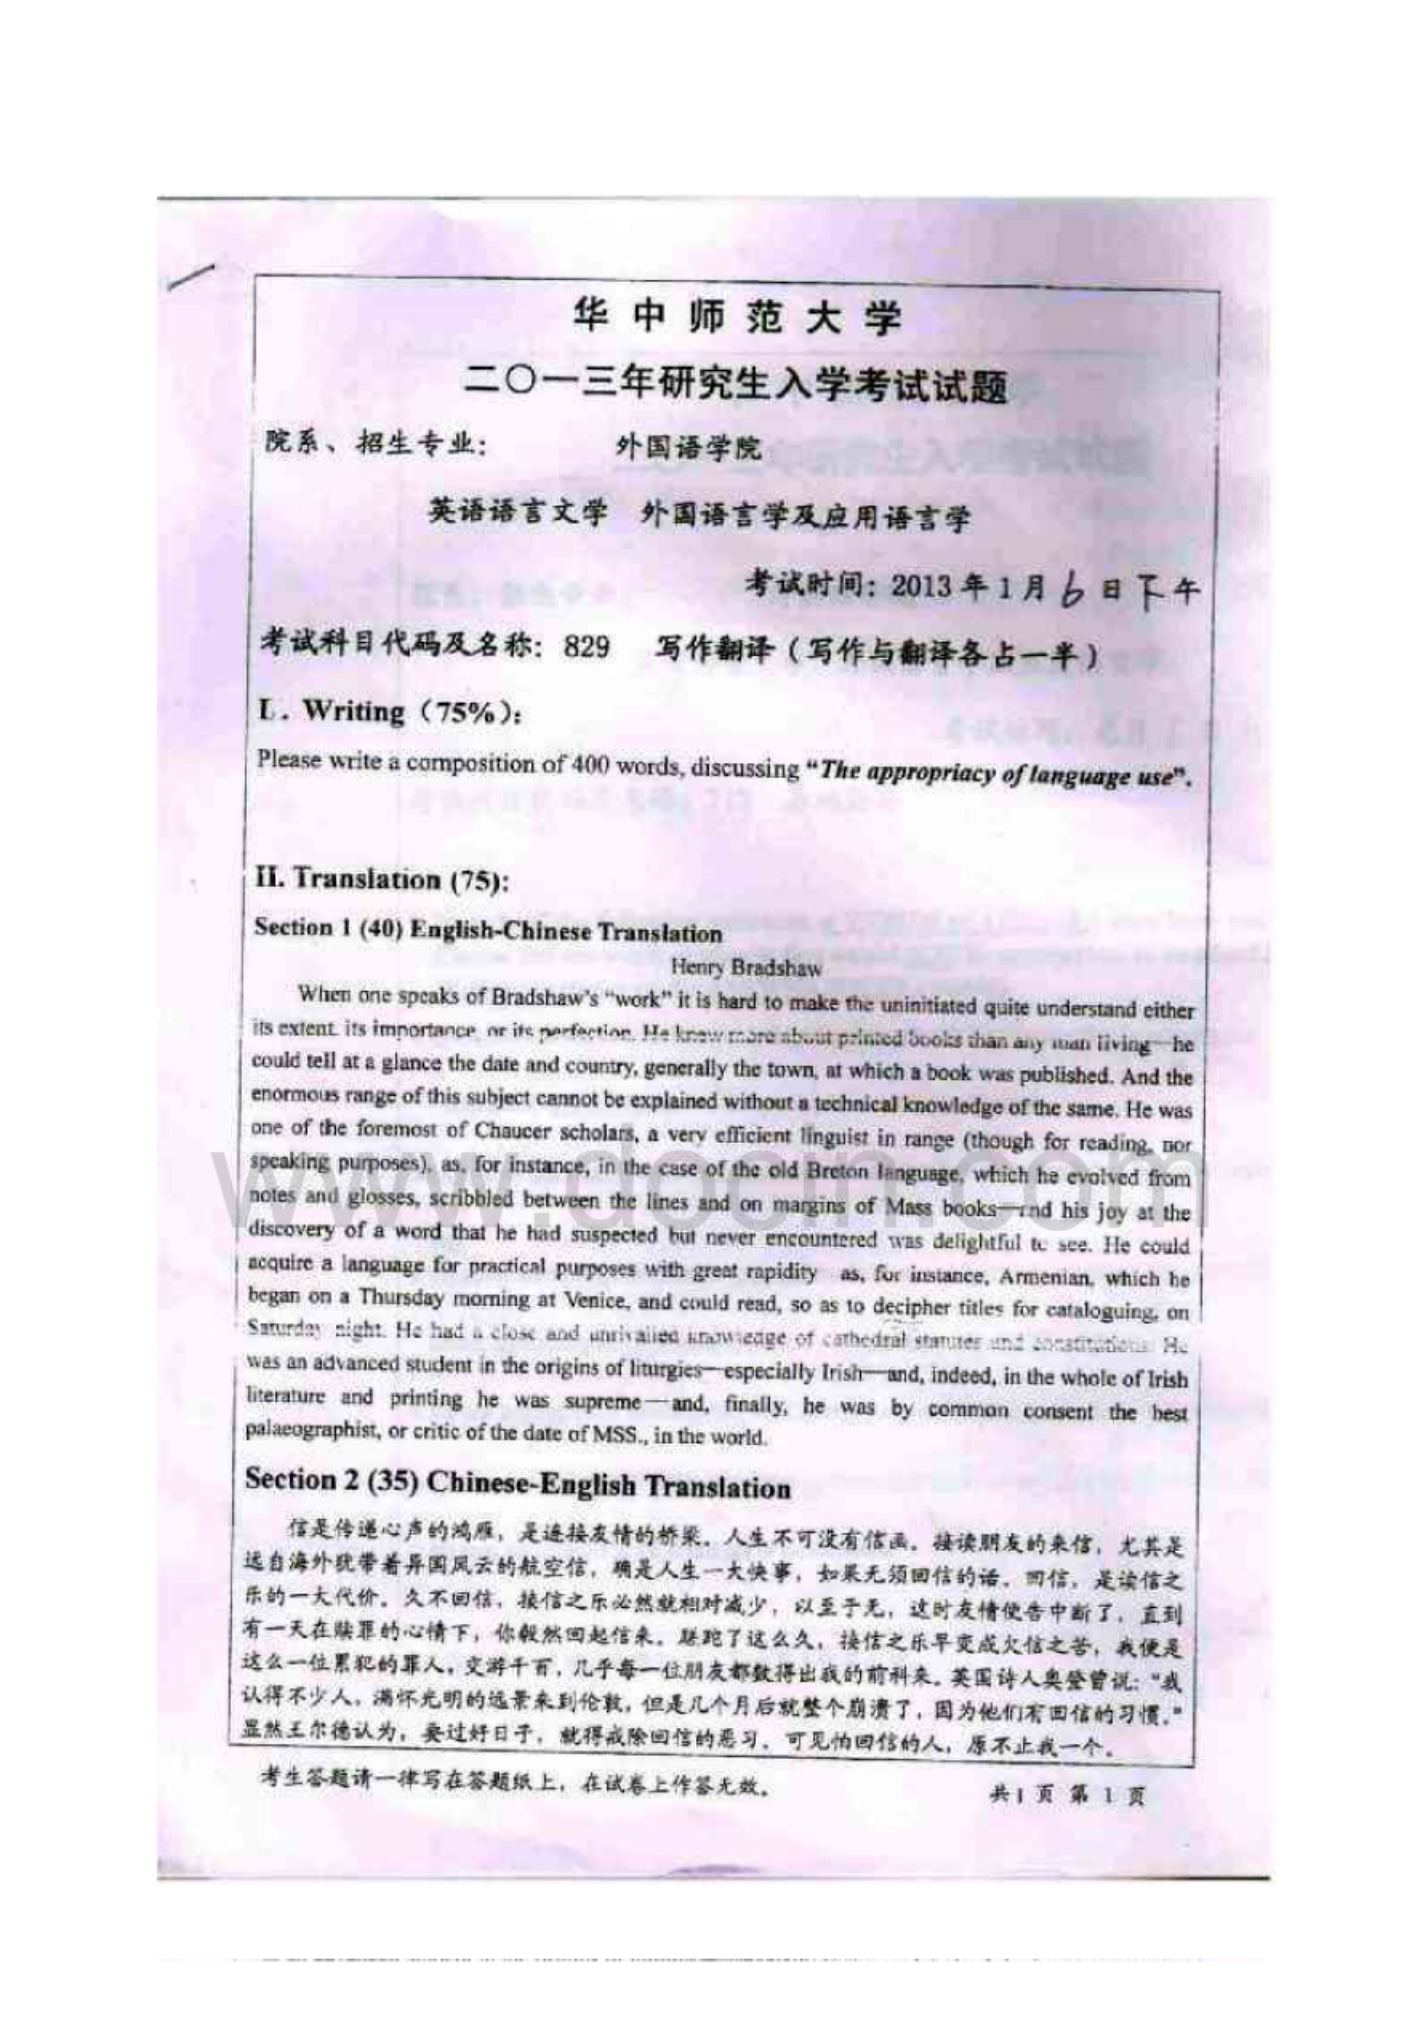 华中师范大学
二〇一三年研究生入学考试试题
院系、招生专业: 外国语学院
英语语言文学 外国语言学及应用语言学
考试时间: 2013年1月6日下午
考试科目代码及名称: 829 写作翻译(写作与翻译各占一半)
I. Writing (75%):
Please write a composition of 400 words, discussing “The appropriacy of language use”.
II. Translation (75):
Section 1 (40) English-Chinese Translation
Henry Bradshaw
When one speaks of Bradshaw's “work” it is hard to make the uninitiated quite understand either
its extent, its importance, or its perfection. He knew more about printed books than any man living—he
could tell at a glance the date and country, generally the town, at which a book was published. And the
enormous range of this subject cannot be explained without a technical knowledge of the same. He was
one of the foremost of Chaucer scholars, a very efficient linguist in range (though for reading, nor
speaking purposes), as, for instance, in the case of the old Breton language, which he evolved from
notes and glosses, scribbled between the lines and on margins of Mass books—and his joy at the
discovery of a word that he had suspected but never encountered was delightful to see. He could
acquire a language for practical purposes with great rapidity as, for instance, Armenian, which he
began on a Thursday morning at Venice, and could read, so as to decipher titles for cataloguing, on
Saturday night. He had a close and unrivalled knowledge of cathedral statutes and constitutions. He
was an advanced student in the origins of liturgies—especially Irish—and, indeed, in the whole of Irish
literature and printing he was supreme—and, finally, he was by common consent the best
palaeographist, or critic of the date of MSS., in the world.
Section 2 (35) Chinese-English Translation
信是传递心声的鸿雁,是连接友情的桥梁。人生不可没有信函。接读朋友的来信,尤其是
远自海外犹带着异国风云的航空信,确是人生一大快事,如果无须回信的话。回信,是读信之
乐的一大代价。久不回信,接信之乐必然就相对减少,以至于无,这时友情便告中断了,直到
有一天在赎罪的心情下,你毅然回起信来。蹉跎了这么久,接信之乐早变成欠信之苦,我便是
这么一位累犯的罪人,交游千百,几乎每一位朋友都数得出我的前科来。英国诗人奥登曾说:“我
认得不少人,满怀光明的远景来到伦敦,但是几个月后就整个崩溃了,因为他们有回信的习惯。”
显然王尔德认为,要过好日子,就得戒除回信的恶习。可见怕回信的人,原不止我一个。
考生答题请一律写在答题纸上,在试卷上作答无效。
共1页 第1页
www.docin.com